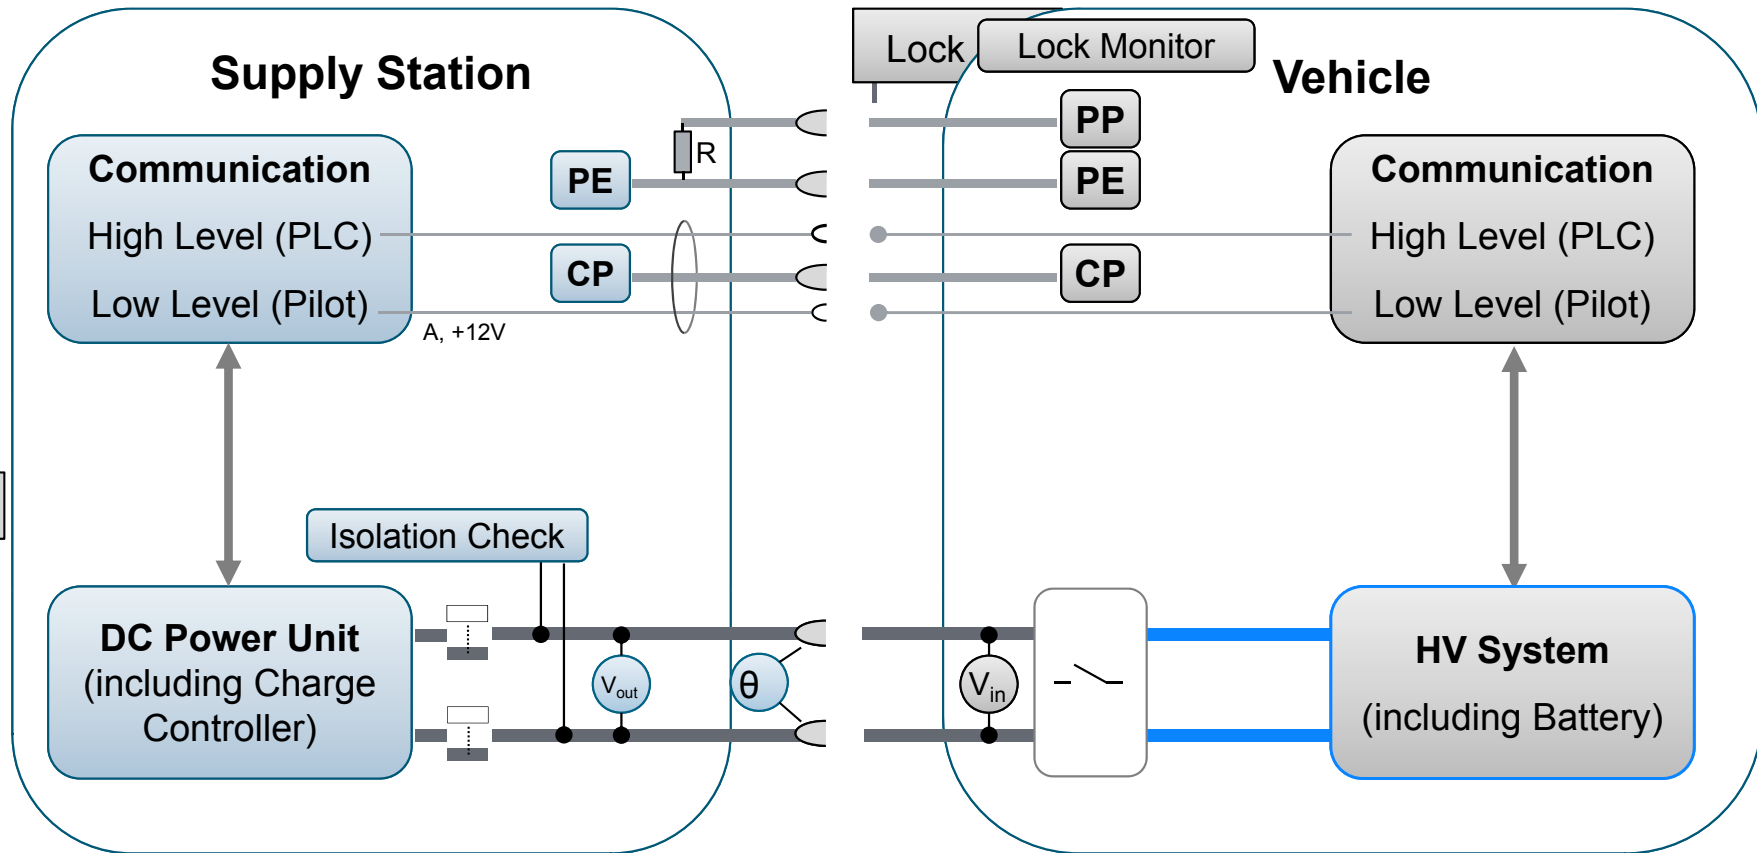 Supply Station
Communication
High Level (PLC)
Low Level (Pilot)
A, +12V
R
PE
CP
Isolation Check
DC Power Unit
(including Charge
Controller)
Vout
θ
Lock
Lock Monitor
Vehicle
PP
PE
CP
Communication
High Level (PLC)
Low Level (Pilot)
Vin
HV System
(including Battery)